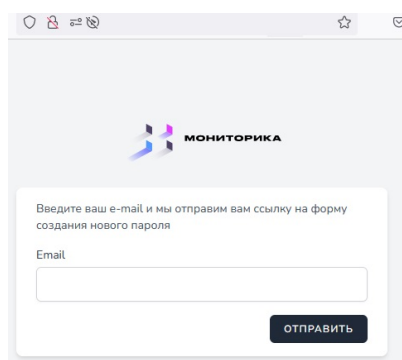 МОНИТОРИКА
Введите ваш e-mail и мы отправим вам ссылку на форму
создания нового пароля
Email
ОТПРАВИТЬ